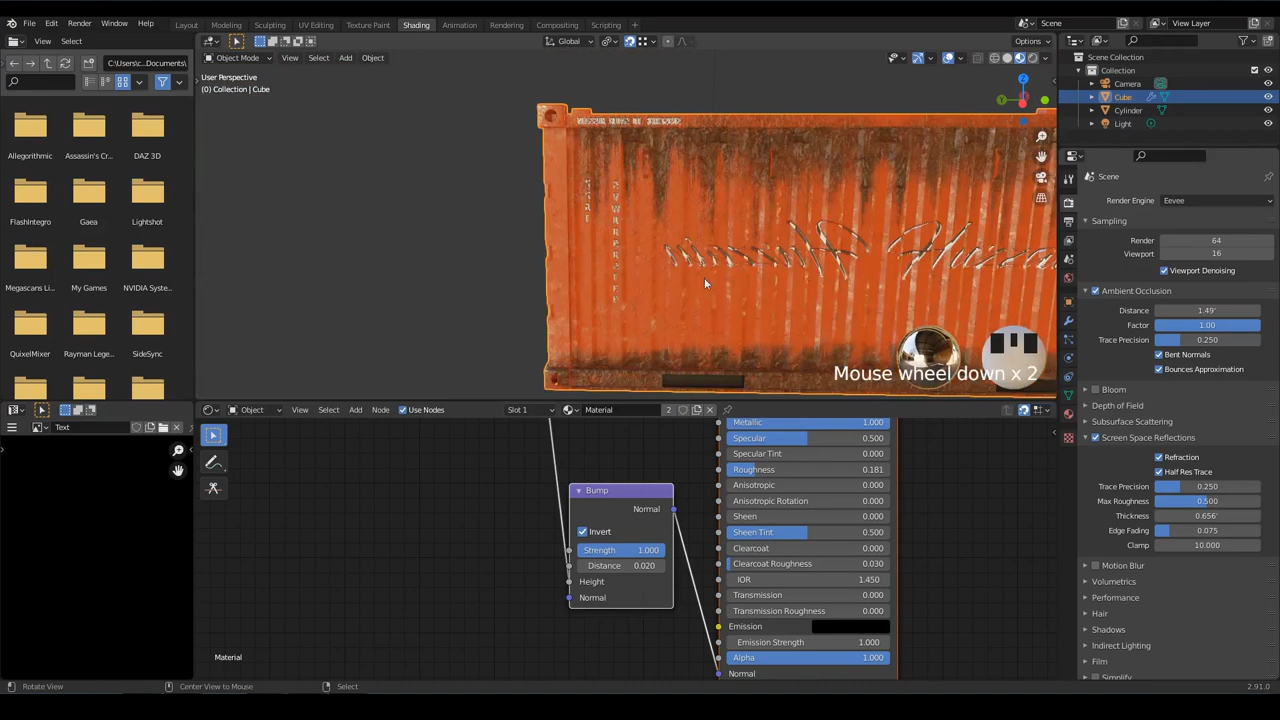 File Edit Render Window Help Layout Modeling Sculpting UV Editing Texture Paint Shading Animation Rendering Compositing Scripting + Scene View Layer
View Select Global Options
C:\Users\c...Documents\ Object Mode View Select Add Object
User Perspective
(0) Collection | Cube
Scene Collection
Collection
Camera
Cube
Cylinder
Light
Allegorithmic Assassin's Cr... DAZ 3D
FlashIntegro Gaea Lightshot
Megascans Li... My Games NVIDIA System...
QuixelMixer Rayman Lege... SideSync
Scene
Render Engine Eevee
Sampling
Render 64
Viewport 16
Viewport Denoising
Ambient Occlusion
Distance 1.49'
Factor 1.00
Trace Precision 0.250
Bent Normals
Bounces Approximation
Bloom
Depth of Field
Subsurface Scattering
Screen Space Reflections
Refraction
Half Res Trace
Trace Precision 0.250
Max Roughness 0.500
Thickness 0.656'
Edge Fading 0.075
Clamp 10.000
Motion Blur
Volumetrics
Performance
Hair
Shadows
Indirect Lighting
Film
Simplify
Mouse wheel down x 2
Text
Object View Select Add Node Use Nodes Slot 1 Material 2
Bump
Normal
Invert
Strength 1.000
Distance 0.020
Height
Normal
Metallic 1.000
Specular 0.500
Specular Tint 0.000
Roughness 0.181
Anisotropic 0.000
Anisotropic Rotation 0.000
Sheen 0.000
Sheen Tint 0.500
Clearcoat 0.000
Clearcoat Roughness 0.030
IOR 1.450
Transmission 0.000
Transmission Roughness 0.000
Emission
Emission Strength 1.000
Alpha 1.000
Normal
Material
Rotate View Center View to Mouse Select 2.91.0